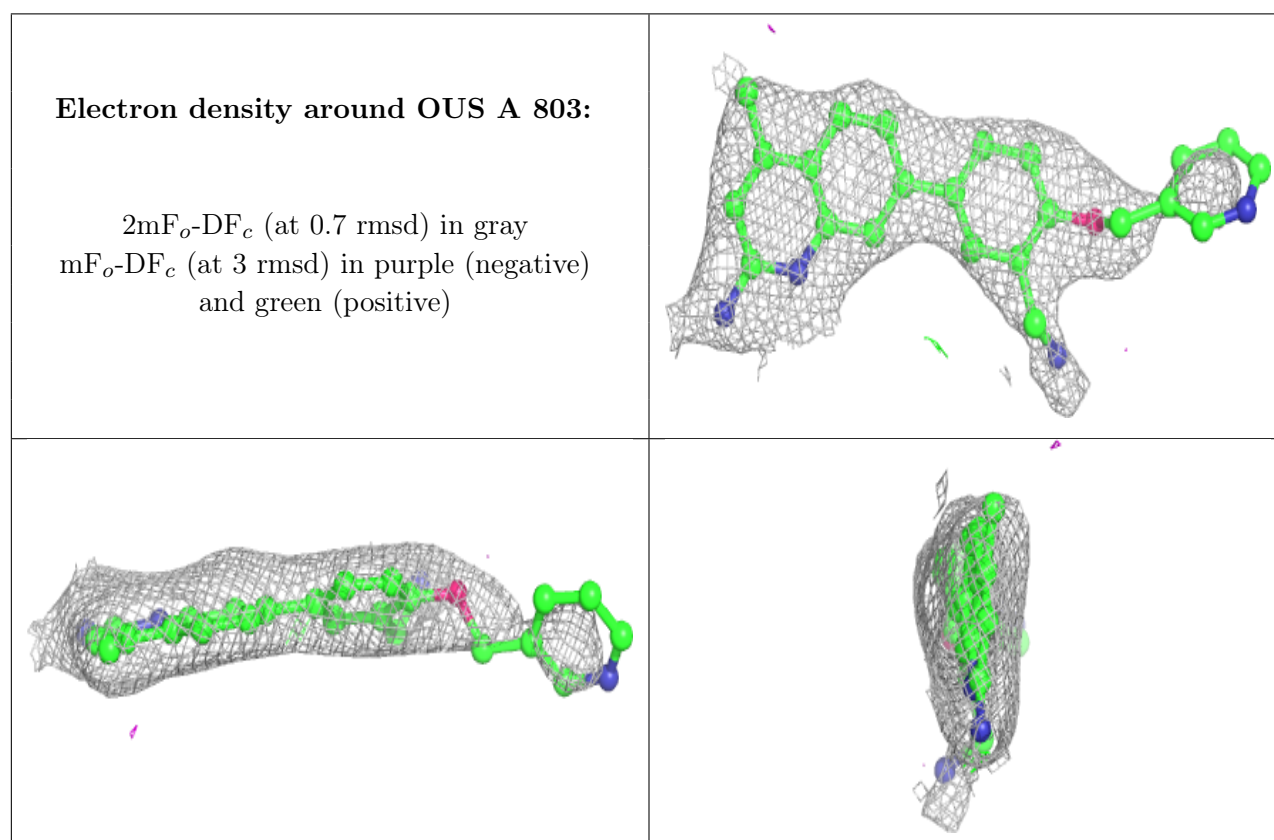 Electron density around OUS A 803:
2mFo-DFc (at 0.7 rmsd) in gray
mFo-DFc (at 3 rmsd) in purple (negative)
and green (positive)